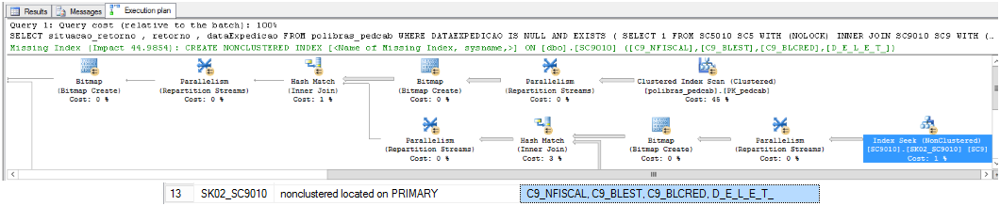 Results Messages Execution plan
Query 1: Query cost (relative to the batch): 100%
SELECT situacao_retorno , retorno , dataExpedicao FROM polibras_pedcab WHERE DATAEXPEDICAO IS NULL AND EXISTS ( SELECT 1 FROM SC5010 SC5 WITH (NOLOCK) INNER JOIN SC9010 SC9 WITH (…
Missing Index (Impact 44.9854): CREATE NONCLUSTERED INDEX [<Name of Missing Index, sysname,>] ON [dbo].[SC9010] ([C9_NFISCAL],[C9_BLEST],[C9_BLCRED],[D_E_L_E_T_])
Bitmap
(Bitmap Create)
Cost: 0 %
Parallelism
(Repartition Streams)
Cost: 0 %
Hash Match
(Inner Join)
Cost: 1 %
Bitmap
(Bitmap Create)
Cost: 0 %
Parallelism
(Repartition Streams)
Cost: 0 %
Clustered Index Scan (Clustered)
[polibras_pedcab].[PK_pedcab]
Cost: 45 %
Parallelism
(Repartition Streams)
Cost: 0 %
Hash Match
(Inner Join)
Cost: 3 %
Bitmap
(Bitmap Create)
Cost: 0 %
Parallelism
(Repartition Streams)
Cost: 0 %
Index Seek (NonClustered)
[SC9010].[SK02_SC9010] [SC9]
Cost: 1 %
13 SK02_SC9010 nonclustered located on PRIMARY C9_NFISCAL, C9_BLEST, C9_BLCRED, D_E_L_E_T_